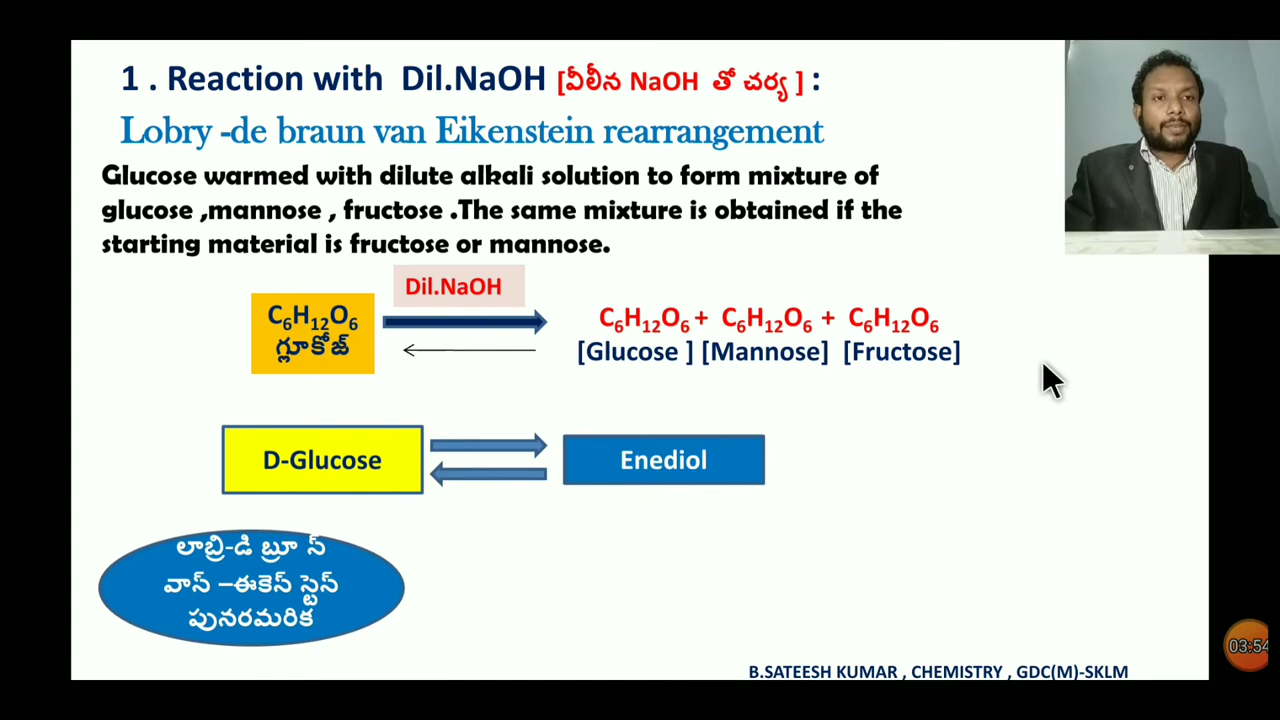 1 . Reaction with Dil.NaOH [వీలీన NaOH తో చర్య ] :
Lobry -de braun van Eikenstein rearrangement
Glucose warmed with dilute alkali solution to form mixture of
glucose ,mannose , fructose .The same mixture is obtained if the
starting material is fructose or mannose.
Dil.NaOH
C₆H₁₂O₆
గ్లూకోజ్
C₆H₁₂O₆ + C₆H₁₂O₆ + C₆H₁₂O₆
[Glucose ] [Mannose] [Fructose]
D-Glucose
Enediol
లాబ్రి-డి బ్రూ స్
వాస్ –ఈకెస్ స్టెస్
పునరమరిక
03:54
B.SATEESH KUMAR , CHEMISTRY , GDC(M)-SKLM